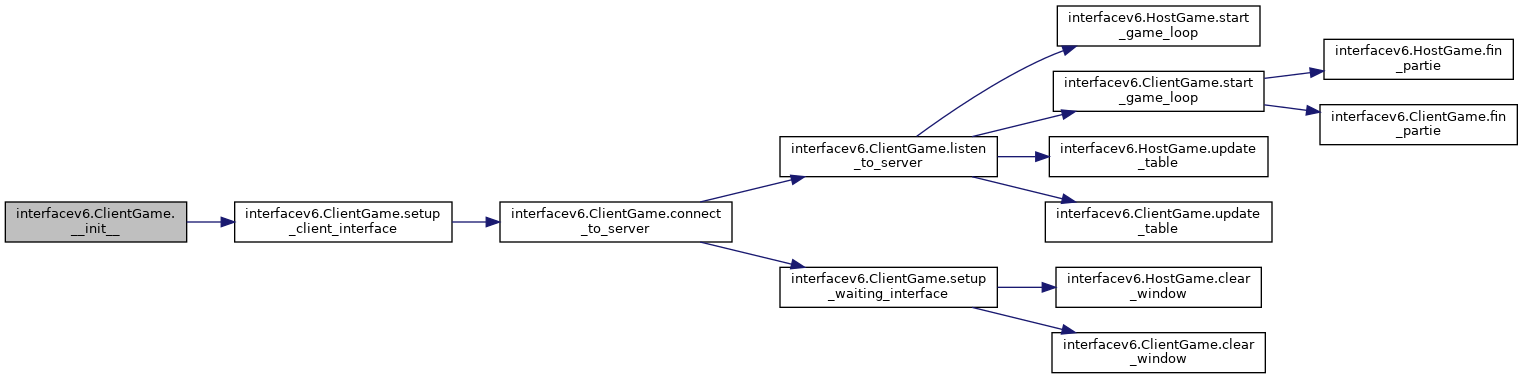 interfacev6.ClientGame.
__init__
interfacev6.ClientGame.setup
_client_interface
interfacev6.ClientGame.connect
_to_server
interfacev6.ClientGame.listen
_to_server
interfacev6.ClientGame.setup
_waiting_interface
interfacev6.HostGame.start
_game_loop
interfacev6.ClientGame.start
_game_loop
interfacev6.HostGame.update
_table
interfacev6.ClientGame.update
_table
interfacev6.HostGame.clear
_window
interfacev6.ClientGame.clear
_window
interfacev6.HostGame.fin
_partie
interfacev6.ClientGame.fin
_partie